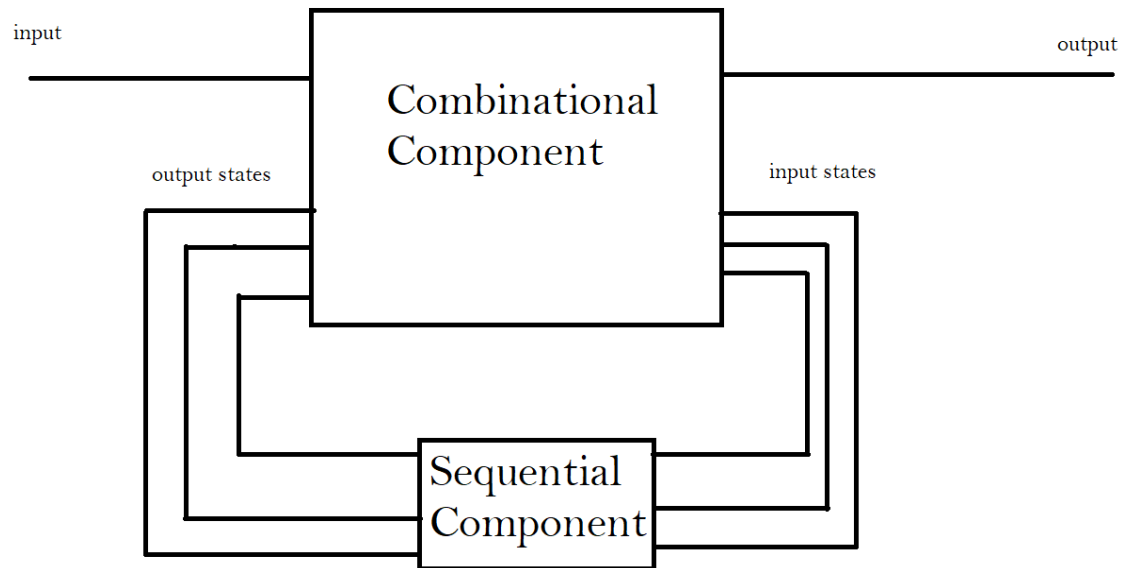 input
output
Combinational
Component
output states
input states
Sequential
Component